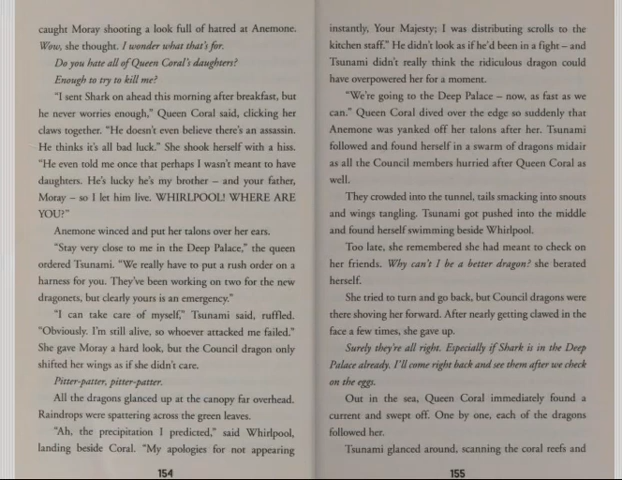 caught Moray shooting a look full of hatred at Anemone.
Wow, she thought. I wonder what that's for.
Do you hate all of Queen Coral's daughters?
Enough to try to kill me?
"I sent Shark on ahead this morning after breakfast, but
he never worries enough," Queen Coral said, clicking her
claws together. "He doesn't even believe there's an assassin.
He thinks it's all bad luck." She shook herself with a hiss.
"He even told me once that perhaps I wasn't meant to have
daughters. He's lucky he's my brother – and your father,
Moray – so I let him live. WHIRLPOOL! WHERE ARE
YOU?"
Anemone winced and put her talons over her ears.
"Stay very close to me in the Deep Palace," the queen
ordered Tsunami. "We really have to put a rush order on a
harness for you. They've been working on two for the new
dragonets, but clearly yours is an emergency."
"I can take care of myself," Tsunami said, ruffled.
"Obviously. I'm still alive, so whoever attacked me failed."
She gave Moray a hard look, but the Council dragon only
shifted her wings as if she didn't care.
Pitter-patter, pitter-patter.
All the dragons glanced up at the canopy far overhead.
Raindrops were spattering across the green leaves.
"Ah, the precipitation I predicted," said Whirlpool,
landing beside Coral. "My apologies for not appearing
154
instantly, Your Majesty; I was distributing scrolls to the
kitchen staff." He didn't look as if he'd been in a fight – and
Tsunami didn't really think the ridiculous dragon could
have overpowered her for a moment.
"We're going to the Deep Palace – now, as fast as we
can." Queen Coral dived over the edge so suddenly that
Anemone was yanked off her talons after her. Tsunami
followed and found herself in a swarm of dragons midair
as all the Council members hurried after Queen Coral as
well.
They crowded into the tunnel, tails smacking into snouts
and wings tangling. Tsunami got pushed into the middle
and found herself swimming beside Whirlpool.
Too late, she remembered she had meant to check on
her friends. Why can't I be a better dragon? she berated
herself.
She tried to turn and go back, but Council dragons were
there shoving her forward. After nearly getting clawed in the
face a few times, she gave up.
Surely they're all right. Especially if Shark is in the Deep
Palace already. I'll come right back and see them after we check
on the eggs.
Out in the sea, Queen Coral immediately found a
current and swept off. One by one, each of the dragons
followed her.
Tsunami glanced around, scanning the coral reefs and
155